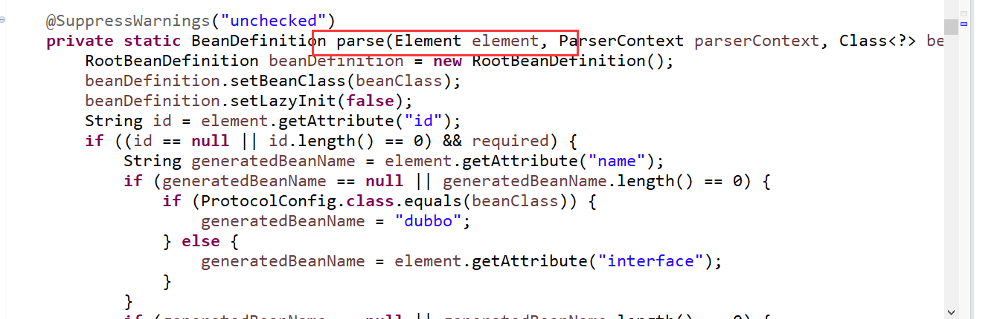 @SuppressWarnings("unchecked")
private static BeanDefinition parse(Element element, ParserContext parserContext, Class<?> be
RootBeanDefinition beanDefinition = new RootBeanDefinition();
beanDefinition.setBeanClass(beanClass);
beanDefinition.setLazyInit(false);
String id = element.getAttribute("id");
if ((id == null || id.length() == 0) && required) {
String generatedBeanName = element.getAttribute("name");
if (generatedBeanName == null || generatedBeanName.length() == 0) {
if (ProtocolConfig.class.equals(beanClass)) {
generatedBeanName = "dubbo";
} else {
generatedBeanName = element.getAttribute("interface");
}
}
if (generatedBeanName == null || generatedBeanName.length() == 0) {